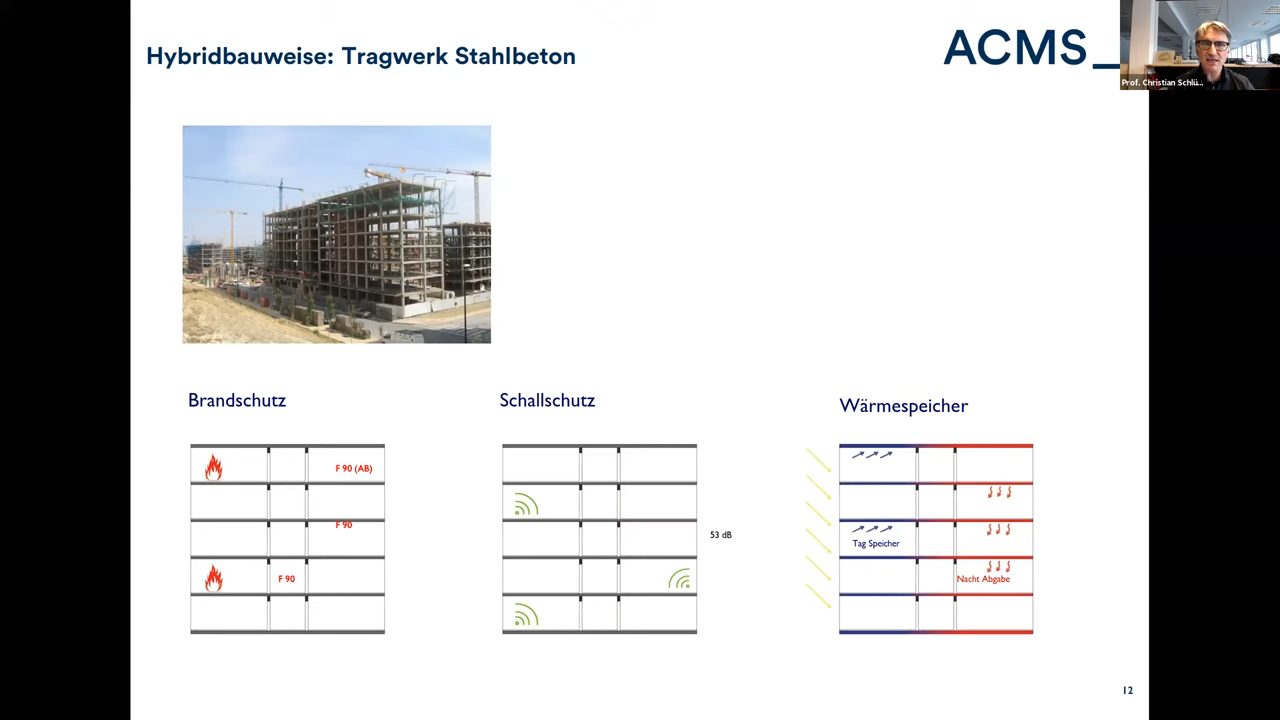 Hybridbauweise: Tragwerk Stahlbeton
ACMS_
Prof. Christian Schlü...
Brandschutz
Schallschutz
Wärmespeicher
F 90 (AB)
F 90
F 90
53 dB
Tag Speicher
Nacht Abgabe
12